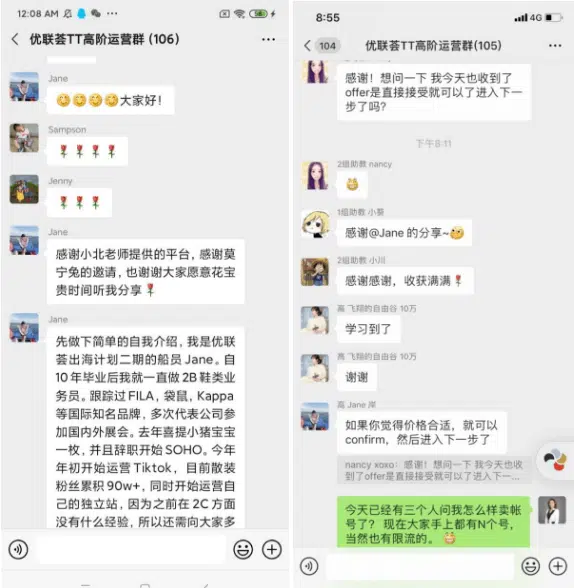 12:08 AM
优联荟TT高阶运营群(106)
Jane
大家好！
Sampson
Jenny
Jane
感谢小北老师提供的平台，感谢莫
宁兔的邀请，也谢谢大家愿意花宝
贵时间听我分享
Jane
先做下简单的自我介绍，我是优联
荟出海计划二期的船员 Jane。自
10年毕业后我就一直做 2B 鞋类业
务员。跟踪过 FILA，袋鼠，Kappa
等国际知名品牌，多次代表公司参
加国内外展会。去年喜提小猪宝宝
一枚，并且辞职开始 SOHO。今年
年初开始运营 Tiktok，目前散装
粉丝累积 90w+，同时开始运营自
己的独立站，因为之前在 2C 方面
没有什么经验，所以还需向大家多
8:55
4G
104
优联荟TT高阶运营群(105)
感谢！想问一下 我今天也收到了
offer是直接接受就可以了进入下一
步了吗？
下午8:11
2组助教 nancy
1组助教 小蔡
感谢@Jane 的分享~
2组助教 小川
感谢感谢，收获满满
高 飞翔的自由谷 10万
学习到了
高 飞翔的自由谷 10万
谢谢
高 Jane 岸
如果你觉得价格合适，就可以
confirm，然后进入下一步了
nancy xoxo：感谢！想问一下 我今天也收
到了offer是直接接受就可以了进入下一...
今天已经有三个人问我怎么样卖帐
号了？ 现在大家手上都有N个号，
当然也有限流的。